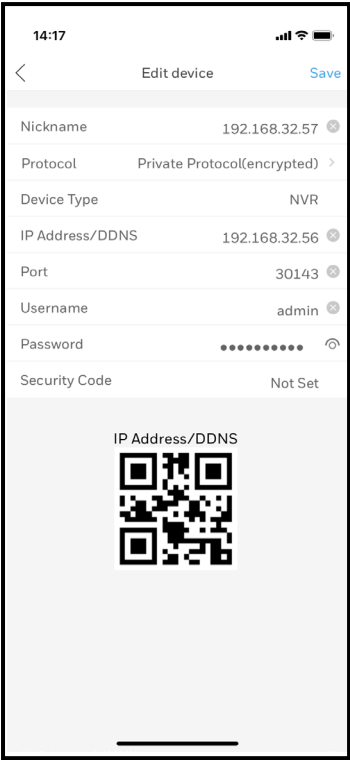 14:17
Edit device
Save
Nickname 192.168.32.57
Protocol Private Protocol(encrypted)
Device Type NVR
IP Address/DDNS 192.168.32.56
Port 30143
Username admin
Password ●●●●●●●●●●
Security Code Not Set
IP Address/DDNS